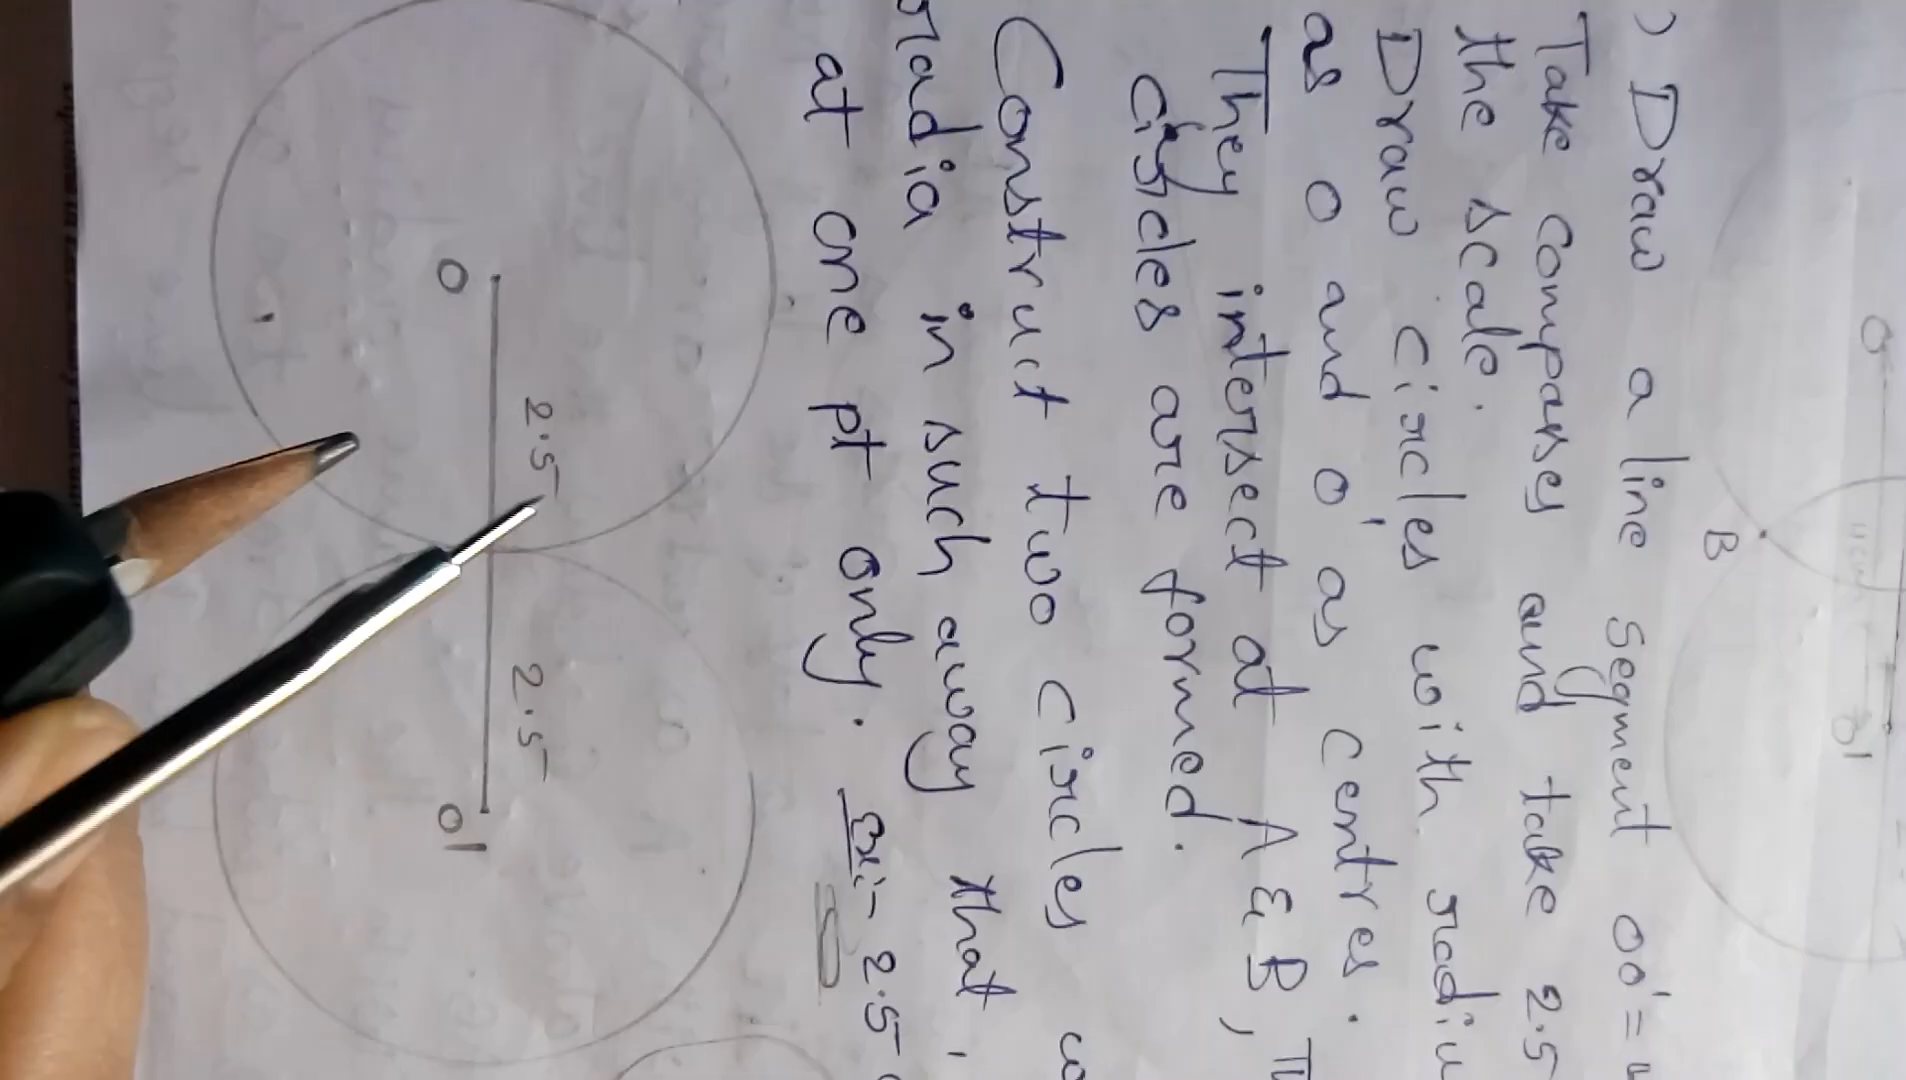 ) Draw a line segment OO' =
Take compasses and take 2.5
the scale.
Draw circles with radiu
as O and O' as centres.
They intersect at A & B,
circles are formed.
Construct two circles
radia in such away that,
at one pt only. Ex:- 2.5
O 2.5 2.5 O'
B
O O'